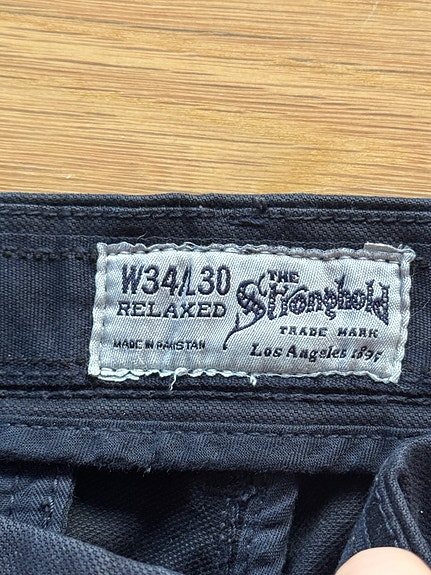 W34/L30
RELAXED
MADE IN PAKISTAN
THE
Stronghold
TRADE MARK
Los Angeles 1895